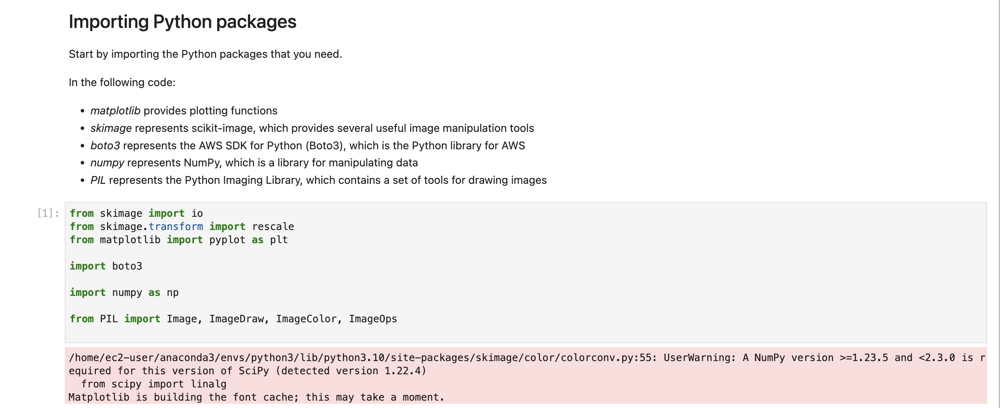 Importing Python packages
Start by importing the Python packages that you need.
In the following code:
• matplotlib provides plotting functions
• skimage represents scikit-image, which provides several useful image manipulation tools
• boto3 represents the AWS SDK for Python (Boto3), which is the Python library for AWS
• numpy represents NumPy, which is a library for manipulating data
• PIL represents the Python Imaging Library, which contains a set of tools for drawing images
[1]: from skimage import io
from skimage.transform import rescale
from matplotlib import pyplot as plt
import boto3
import numpy as np
from PIL import Image, ImageDraw, ImageColor, ImageOps
/home/ec2-user/anaconda3/envs/python3/lib/python3.10/site-packages/skimage/color/colorconv.py:55: UserWarning: A NumPy version >=1.23.5 and <2.3.0 is r
equired for this version of SciPy (detected version 1.22.4)
  from scipy import linalg
Matplotlib is building the font cache; this may take a moment.